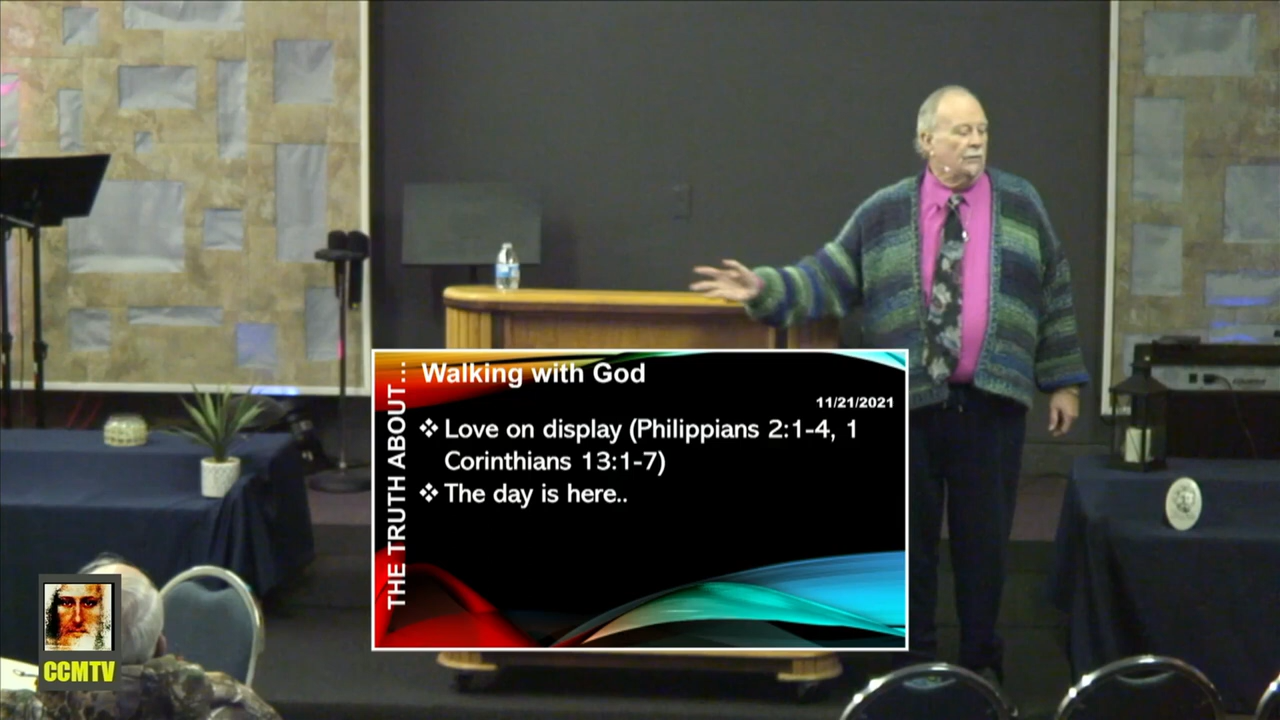 THE TRUTH ABOUT...
Walking with God
11/21/2021
❖ Love on display (Philippians 2:1-4, 1
Corinthians 13:1-7)
❖ The day is here..
CCMTV